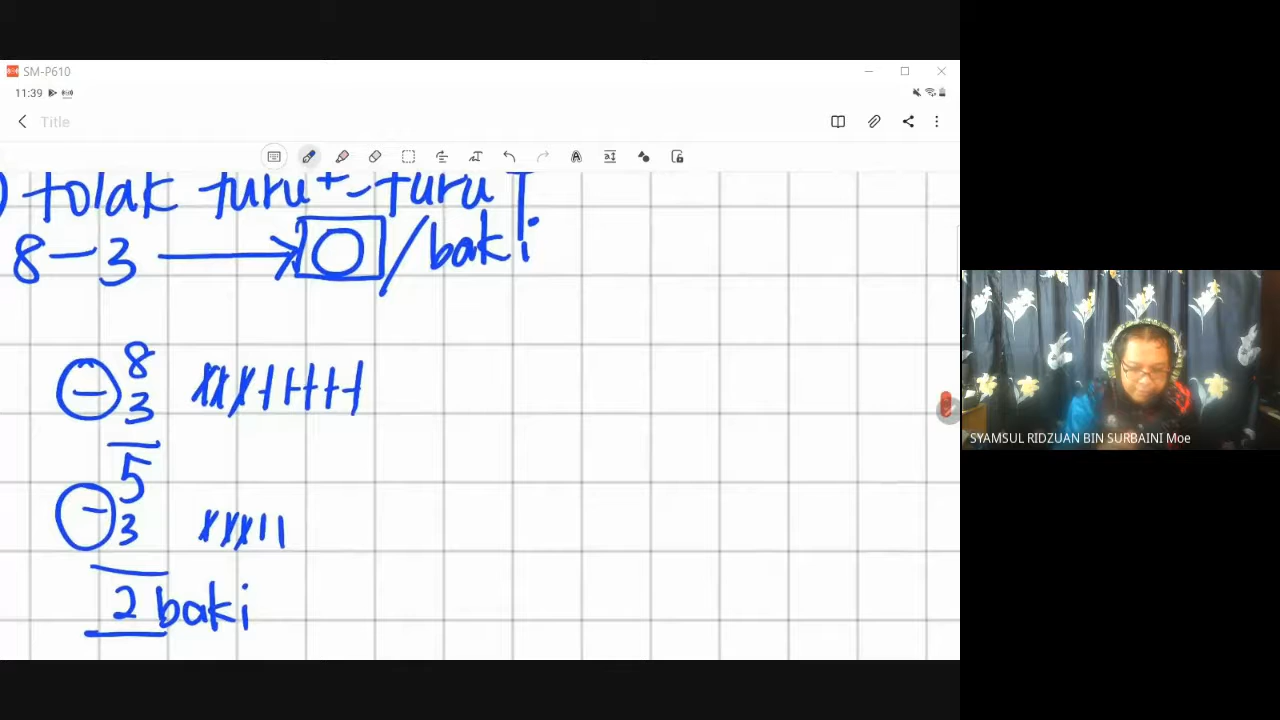 SM-P610
11:39
Title
) tolak turut-turut
8-3 → 0/baki
8
- 3
5
- 3
2 baki
SYAMSUL RIDZUAN BIN SURBAINI Moe